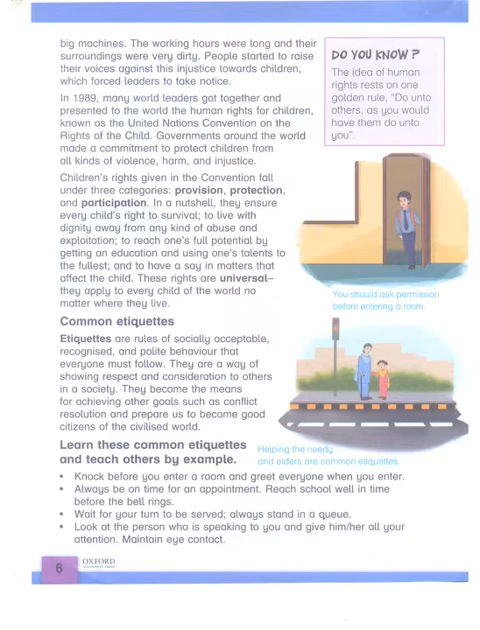 big machines. The working hours were long and their
surroundings were very dirty. People started to raise
their voices against this injustice towards children,
which forced leaders to take notice.
In 1989, many world leaders got together and
presented to the world the human rights for children,
known as the United Nations Convention on the
Rights of the Child. Governments around the world
made a commitment to protect children from
all kinds of violence, harm, and injustice.
Children's rights given in the Convention fall
under three categories: provision, protection,
and participation. In a nutshell, they ensure
every child's right to survival; to live with
dignity away from any kind of abuse and
exploitation; to reach one's full potential by
getting an education and using one's talents to
the fullest; and to have a say in matters that
affect the child. These rights are universal–
they apply to every child of the world no
matter where they live.
DO YOU KNOW ?
The idea of human
rights rests on one
golden rule, "Do unto
others, as you would
have them do unto
you".
You should ask permission
before entering a room.
Common etiquettes
Etiquettes are rules of socially acceptable,
recognised, and polite behaviour that
everyone must follow. They are a way of
showing respect and consideration to others
in a society. They become the means
for achieving other goals such as conflict
resolution and prepare us to become good
citizens of the civilised world.
Helping the needy
and elders are common etiquettes.
Learn these common etiquettes
and teach others by example.
• Knock before you enter a room and greet everyone when you enter.
• Always be on time for an appointment. Reach school well in time
before the bell rings.
• Wait for your turn to be served; always stand in a queue.
• Look at the person who is speaking to you and give him/her all your
attention. Maintain eye contact.
6
OXFORD
UNIVERSITY PRESS